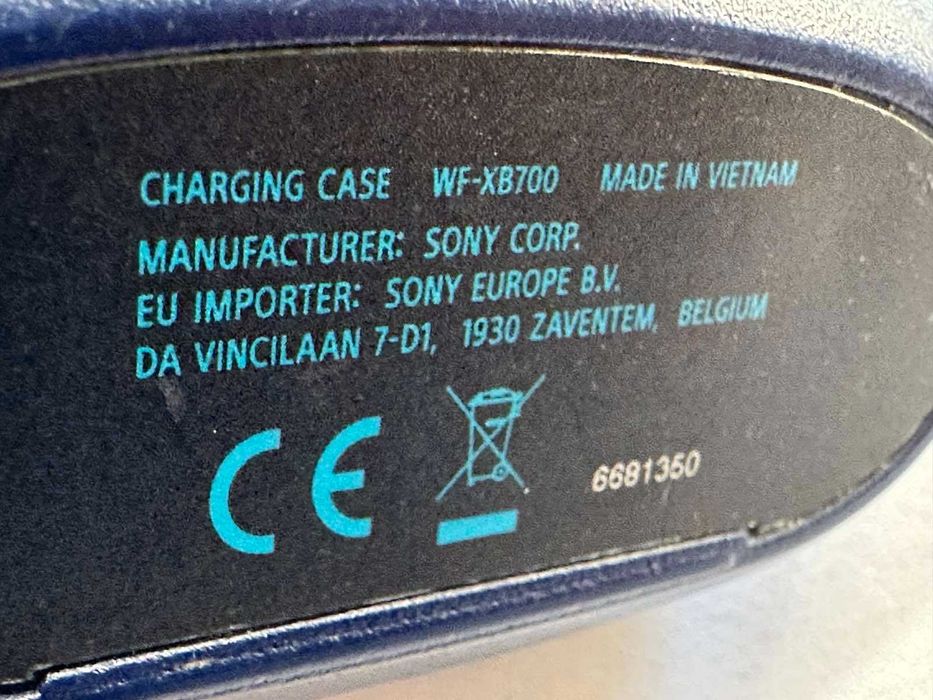 CHARGING CASE WF-XB700 MADE IN VIETNAM
MANUFACTURER: SONY CORP.
EU IMPORTER: SONY EUROPE B.V.
DA VINCILAAN 7-D1, 1930 ZAVENTEM, BELGIUM
CE
6681350